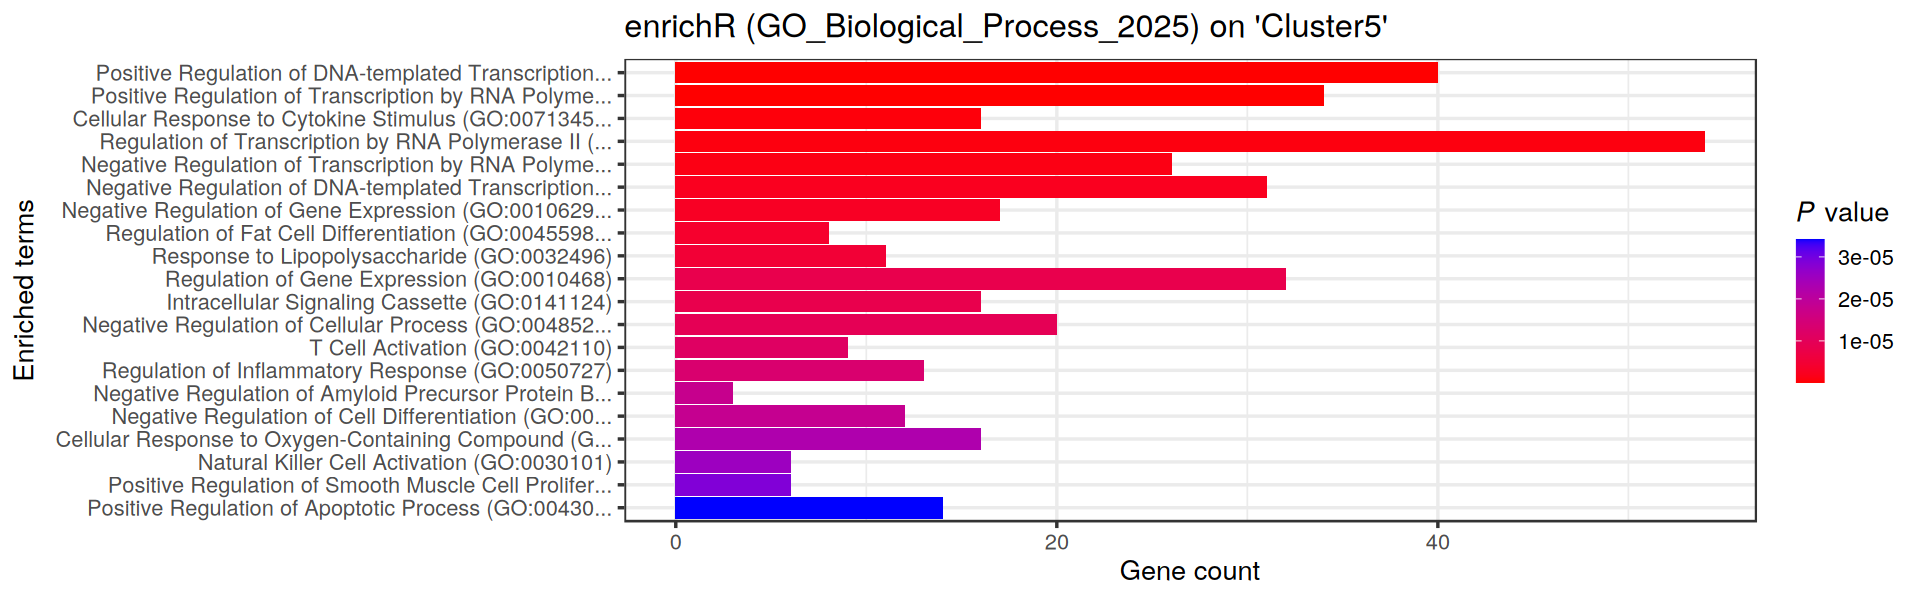 enrichR (GO_Biological_Process_2025) on 'Cluster5'
Enriched terms
Positive Regulation of DNA-templated Transcription...
Positive Regulation of Transcription by RNA Polyme...
Cellular Response to Cytokine Stimulus (GO:0071345...
Regulation of Transcription by RNA Polymerase II (...
Negative Regulation of Transcription by RNA Polyme...
Negative Regulation of DNA-templated Transcription...
Negative Regulation of Gene Expression (GO:0010629...
Regulation of Fat Cell Differentiation (GO:0045598...
Response to Lipopolysaccharide (GO:0032496)
Regulation of Gene Expression (GO:0010468)
Intracellular Signaling Cassette (GO:0141124)
Negative Regulation of Cellular Process (GO:004852...
T Cell Activation (GO:0042110)
Regulation of Inflammatory Response (GO:0050727)
Negative Regulation of Amyloid Precursor Protein B...
Negative Regulation of Cell Differentiation (GO:00...
Cellular Response to Oxygen-Containing Compound (G...
Natural Killer Cell Activation (GO:0030101)
Positive Regulation of Smooth Muscle Cell Prolifer...
Positive Regulation of Apoptotic Process (GO:00430...
0 20 40
Gene count
P value
3e-05
2e-05
1e-05